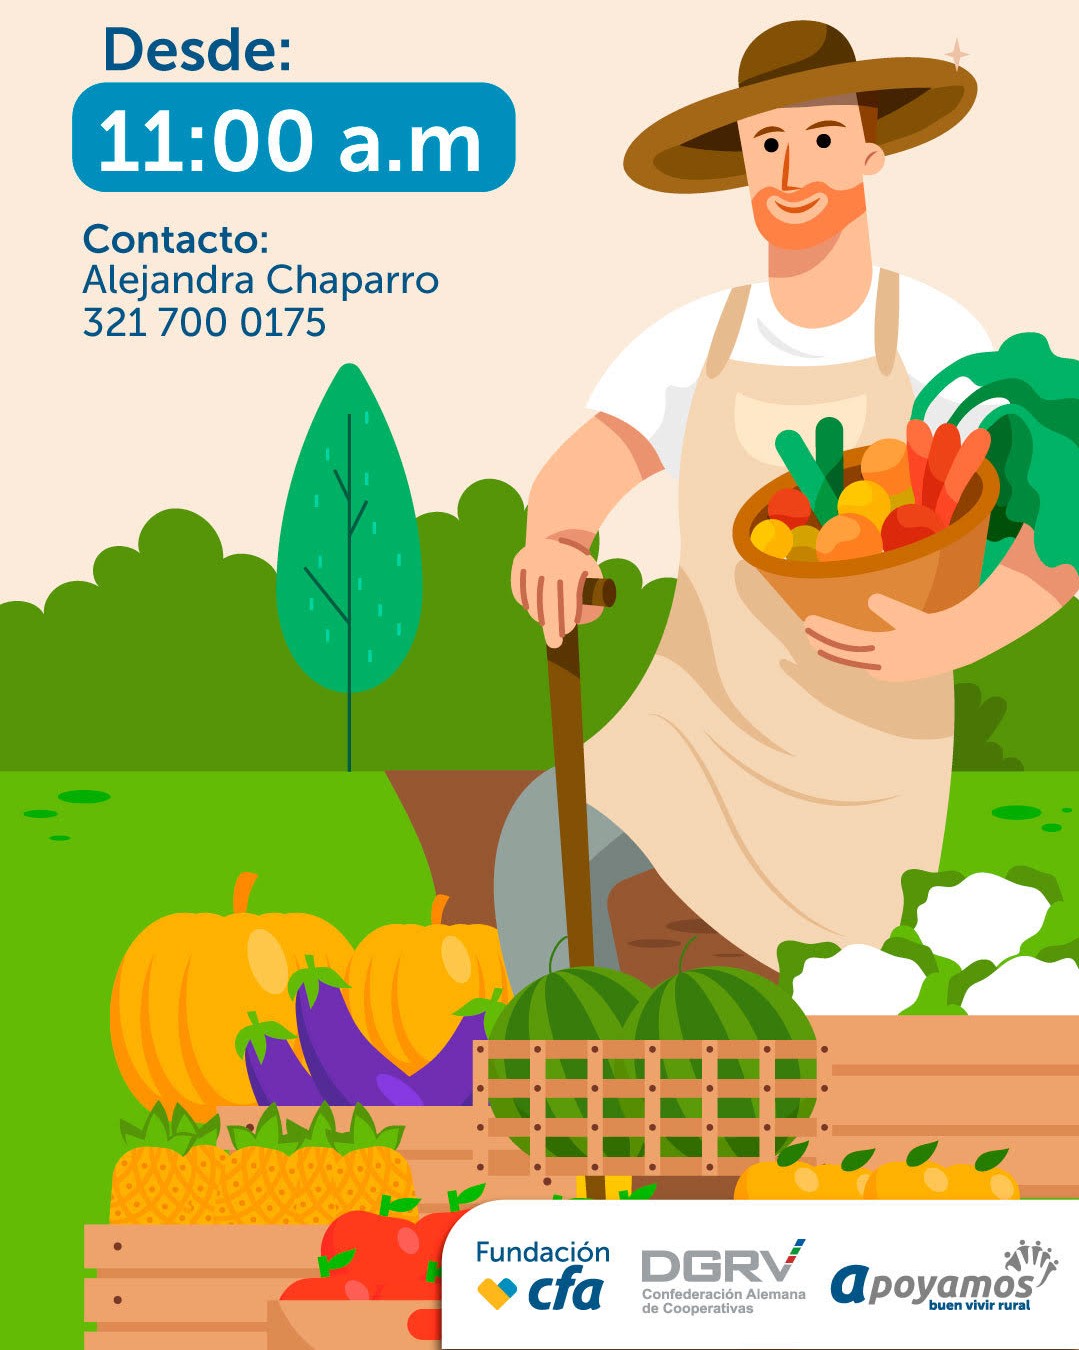 Desde:
11:00 a.m
Contacto:
Alejandra Chaparro
321 700 0175
Fundación
cfa
DGRV
Confederación Alemana
de Cooperativas
apoyamos
buen vivir rural